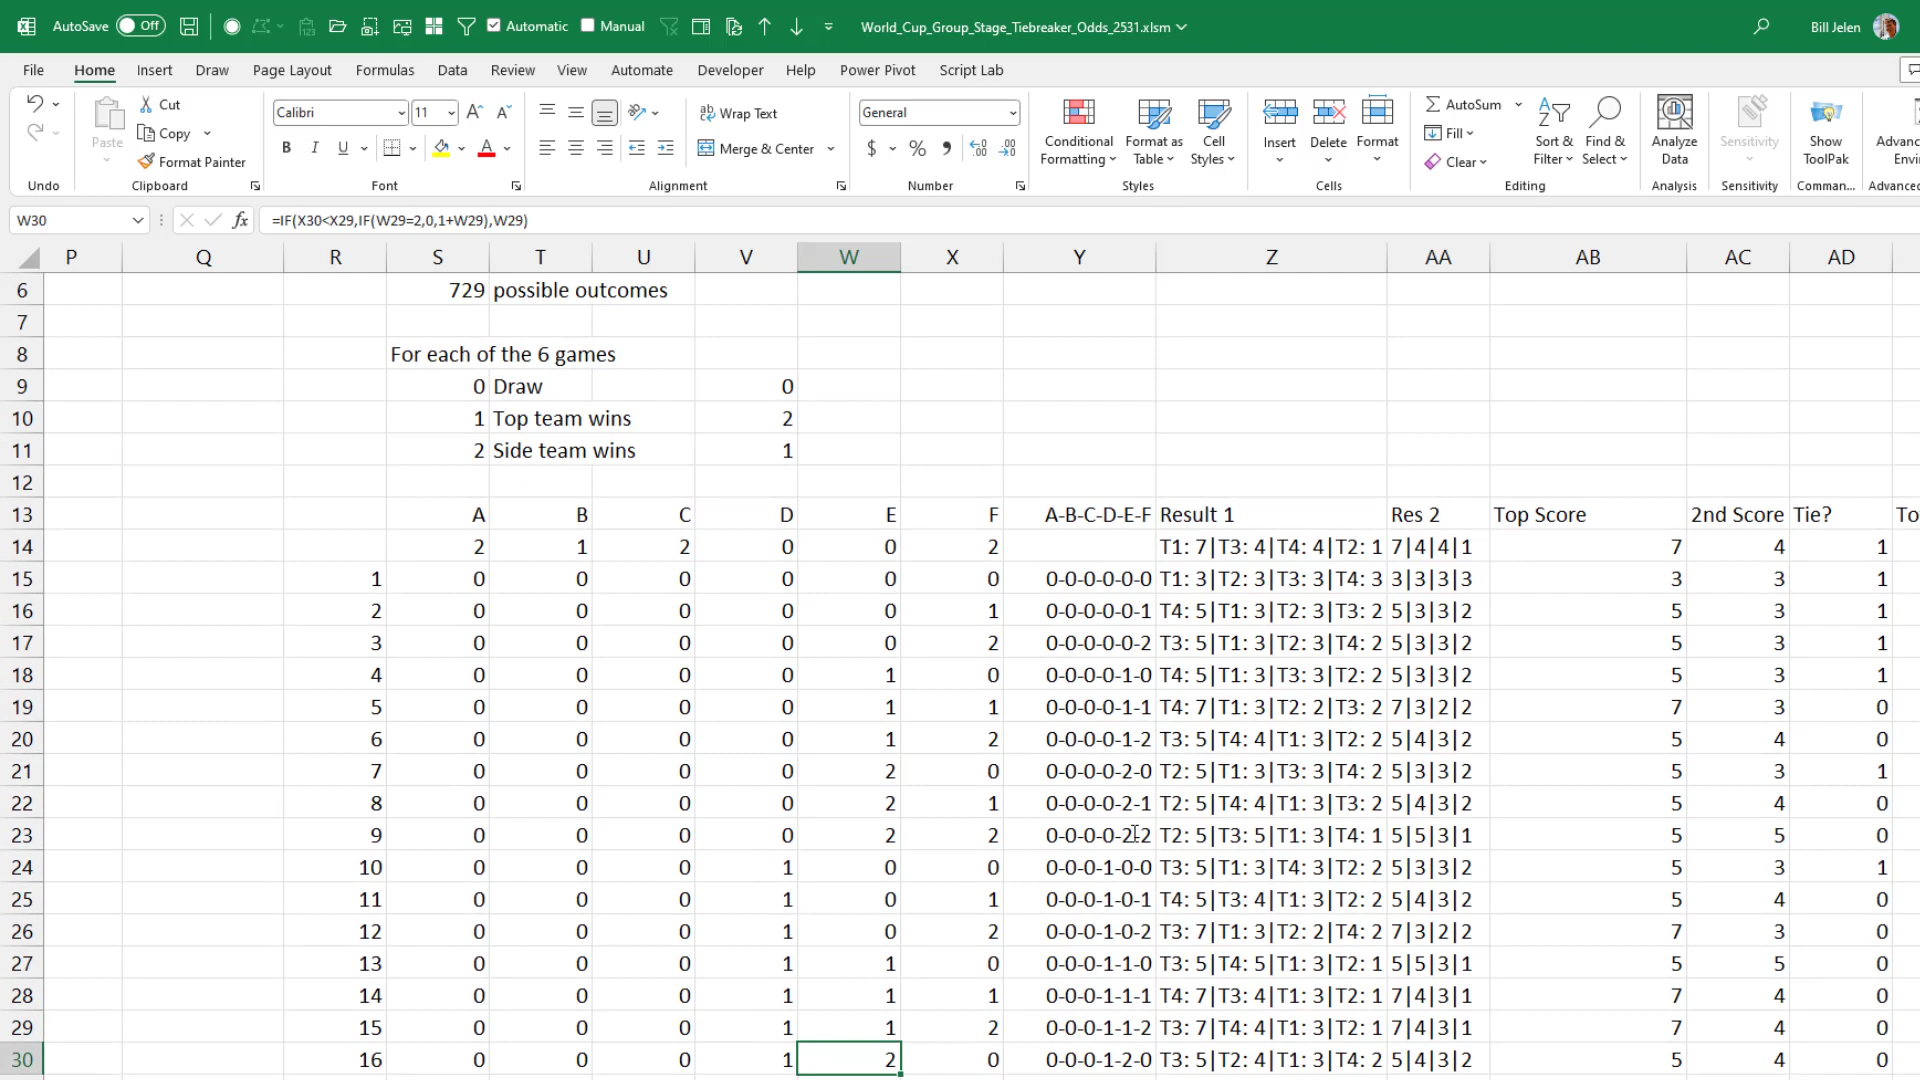 AutoSave Off Automatic Manual World_Cup_Group_Stage_Tiebreaker_Odds_2531.xlsm Bill Jelen
File Home Insert Draw Page Layout Formulas Data Review View Automate Developer Help Power Pivot Script Lab
Paste Cut Copy Format Painter
Calibri 11 B I U A
Wrap Text Merge & Center
General $ % 9
Conditional Formatting Format as Table Cell Styles
Insert Delete Format
AutoSum Fill Clear Sort & Filter Find & Select
Analyze Data Sensitivity Show ToolPak Advanc Envi
Undo Clipboard Font Alignment Number Styles Cells Editing Analysis Sensitivity Comman... Advanced
W30 fx =IF(X30<X29,IF(W29=2,0,1+W29),W29)
P Q R S T U V W X Y Z AA AB AC AD
6 729 possible outcomes
7
8 For each of the 6 games
9 0 Draw 0
10 1 Top team wins 2
11 2 Side team wins 1
12
13 A B C D E F A-B-C-D-E-F Result 1 Res 2 Top Score 2nd Score Tie? To
14 2 1 2 0 0 2 T1: 7|T3: 4|T4: 4|T2: 1 7|4|4|1 7 4 1
15 1 0 0 0 0 0 0 0-0-0-0-0-0 T1: 3|T2: 3|T3: 3|T4: 3 3|3|3|3 3 3 1
16 2 0 0 0 0 0 1 0-0-0-0-0-1 T4: 5|T1: 3|T2: 3|T3: 2 5|3|3|2 5 3 1
17 3 0 0 0 0 0 2 0-0-0-0-0-2 T3: 5|T1: 3|T2: 3|T4: 2 5|3|3|2 5 3 1
18 4 0 0 0 0 1 0 0-0-0-0-1-0 T4: 5|T1: 3|T3: 3|T2: 2 5|3|3|2 5 3 1
19 5 0 0 0 0 1 1 0-0-0-0-1-1 T4: 7|T1: 3|T2: 2|T3: 2 7|3|2|2 7 3 0
20 6 0 0 0 0 1 2 0-0-0-0-1-2 T3: 5|T4: 4|T1: 3|T2: 2 5|4|3|2 5 4 0
21 7 0 0 0 0 2 0 0-0-0-0-2-0 T2: 5|T1: 3|T3: 3|T4: 2 5|3|3|2 5 3 1
22 8 0 0 0 0 2 1 0-0-0-0-2-1 T2: 5|T4: 4|T1: 3|T3: 2 5|4|3|2 5 4 0
23 9 0 0 0 0 2 2 0-0-0-0-2-2 T2: 5|T3: 5|T1: 3|T4: 1 5|5|3|1 5 5 0
24 10 0 0 0 1 0 0 0-0-0-1-0-0 T3: 5|T1: 3|T4: 3|T2: 2 5|3|3|2 5 3 1
25 11 0 0 0 1 0 1 0-0-0-1-0-1 T4: 5|T3: 4|T1: 3|T2: 2 5|4|3|2 5 4 0
26 12 0 0 0 1 0 2 0-0-0-1-0-2 T3: 7|T1: 3|T2: 2|T4: 2 7|3|2|2 7 3 0
27 13 0 0 0 1 1 0 0-0-0-1-1-0 T3: 5|T4: 5|T1: 3|T2: 1 5|5|3|1 5 5 0
28 14 0 0 0 1 1 1 0-0-0-1-1-1 T4: 7|T3: 4|T1: 3|T2: 1 7|4|3|1 7 4 0
29 15 0 0 0 1 1 2 0-0-0-1-1-2 T3: 7|T4: 4|T1: 3|T2: 1 7|4|3|1 7 4 0
30 16 0 0 0 1 2 0 0-0-0-1-2-0 T3: 5|T2: 4|T1: 3|T4: 2 5|4|3|2 5 4 0